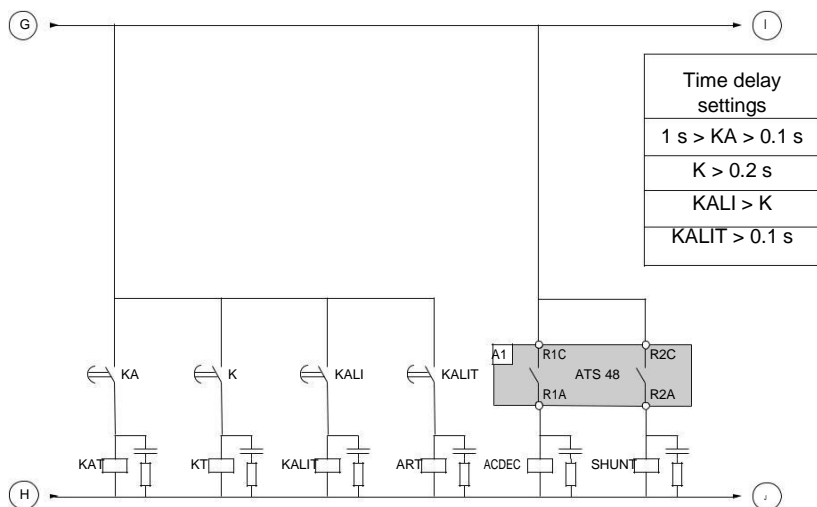 G
I
Time delay
settings
1 s > KA > 0.1 s
K > 0.2 s
KALI > K
KALIT > 0.1 s
A1
R1C
R2C
KA
K
KALI
KALIT
ATS 48
R1A
R2A
KAT
KT
KALIT
ART
ACDEC
SHUNT
H
J